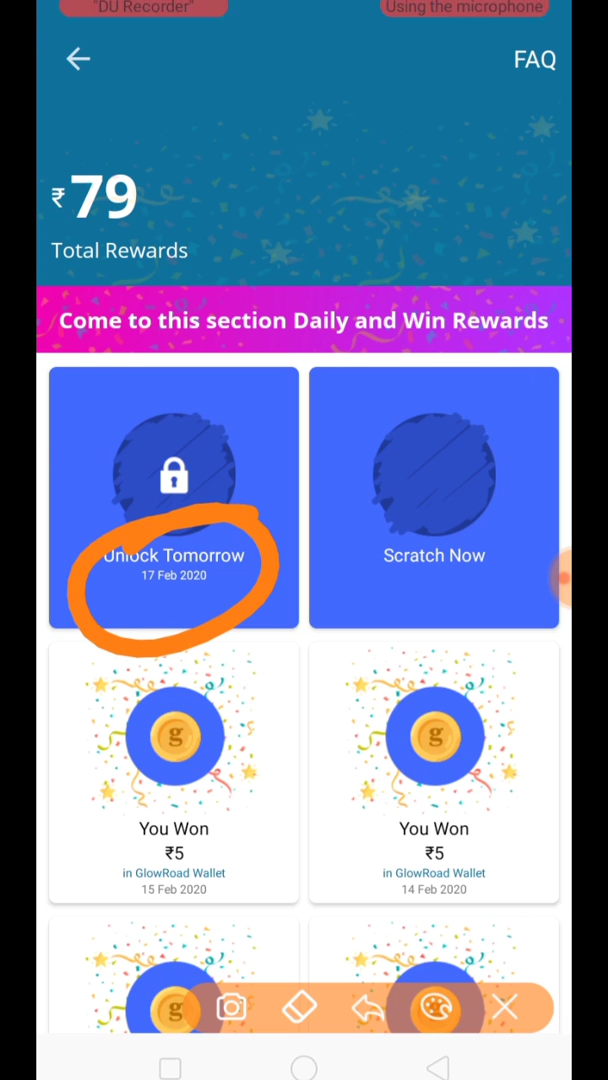 "DU Recorder"
Using the microphone
FAQ
₹79
Total Rewards
Come to this section Daily and Win Rewards
Unlock Tomorrow
17 Feb 2020
Scratch Now
g
You Won
₹5
in GlowRoad Wallet
15 Feb 2020
g
You Won
₹5
in GlowRoad Wallet
14 Feb 2020
g